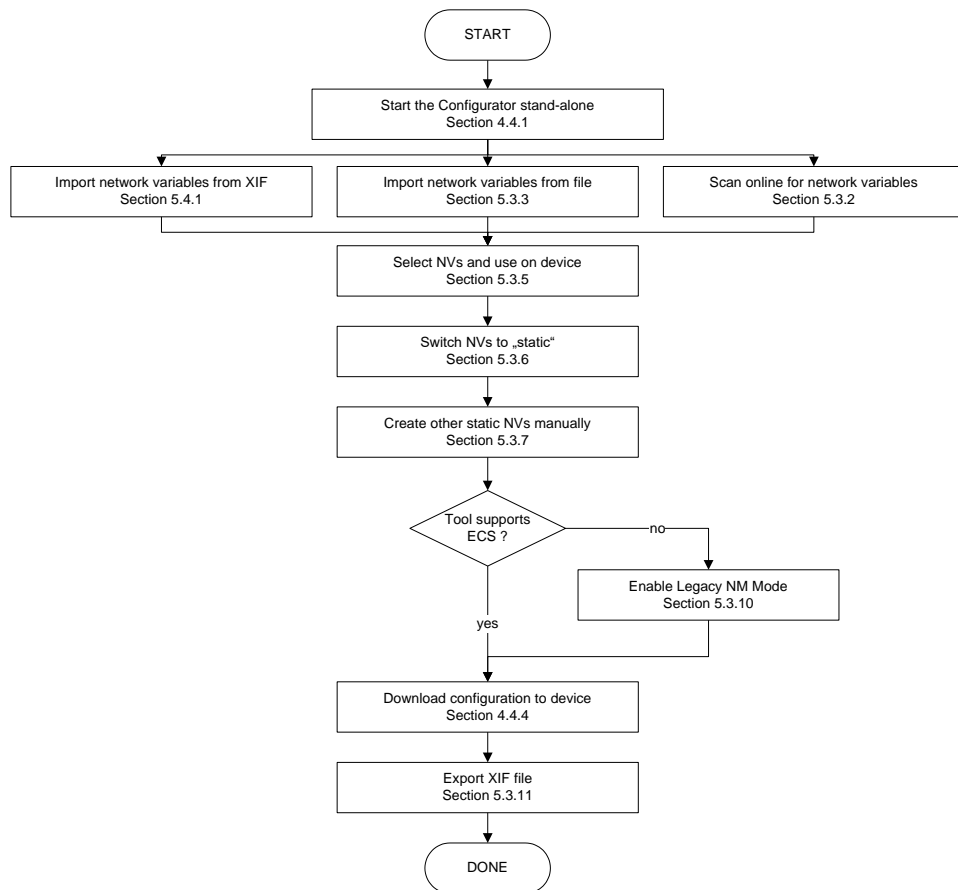 START
Start the Configurator stand-alone
Section 4.4.1
Import network variables from XIF
Section 5.4.1
Import network variables from file
Section 5.3.3
Scan online for network variables
Section 5.3.2
Select NVs and use on device
Section 5.3.5
Switch NVs to „static“
Section 5.3.6
Create other static NVs manually
Section 5.3.7
Tool supports
ECS ?
no
Enable Legacy NM Mode
Section 5.3.10
yes
Download configuration to device
Section 4.4.4
Export XIF file
Section 5.3.11
DONE